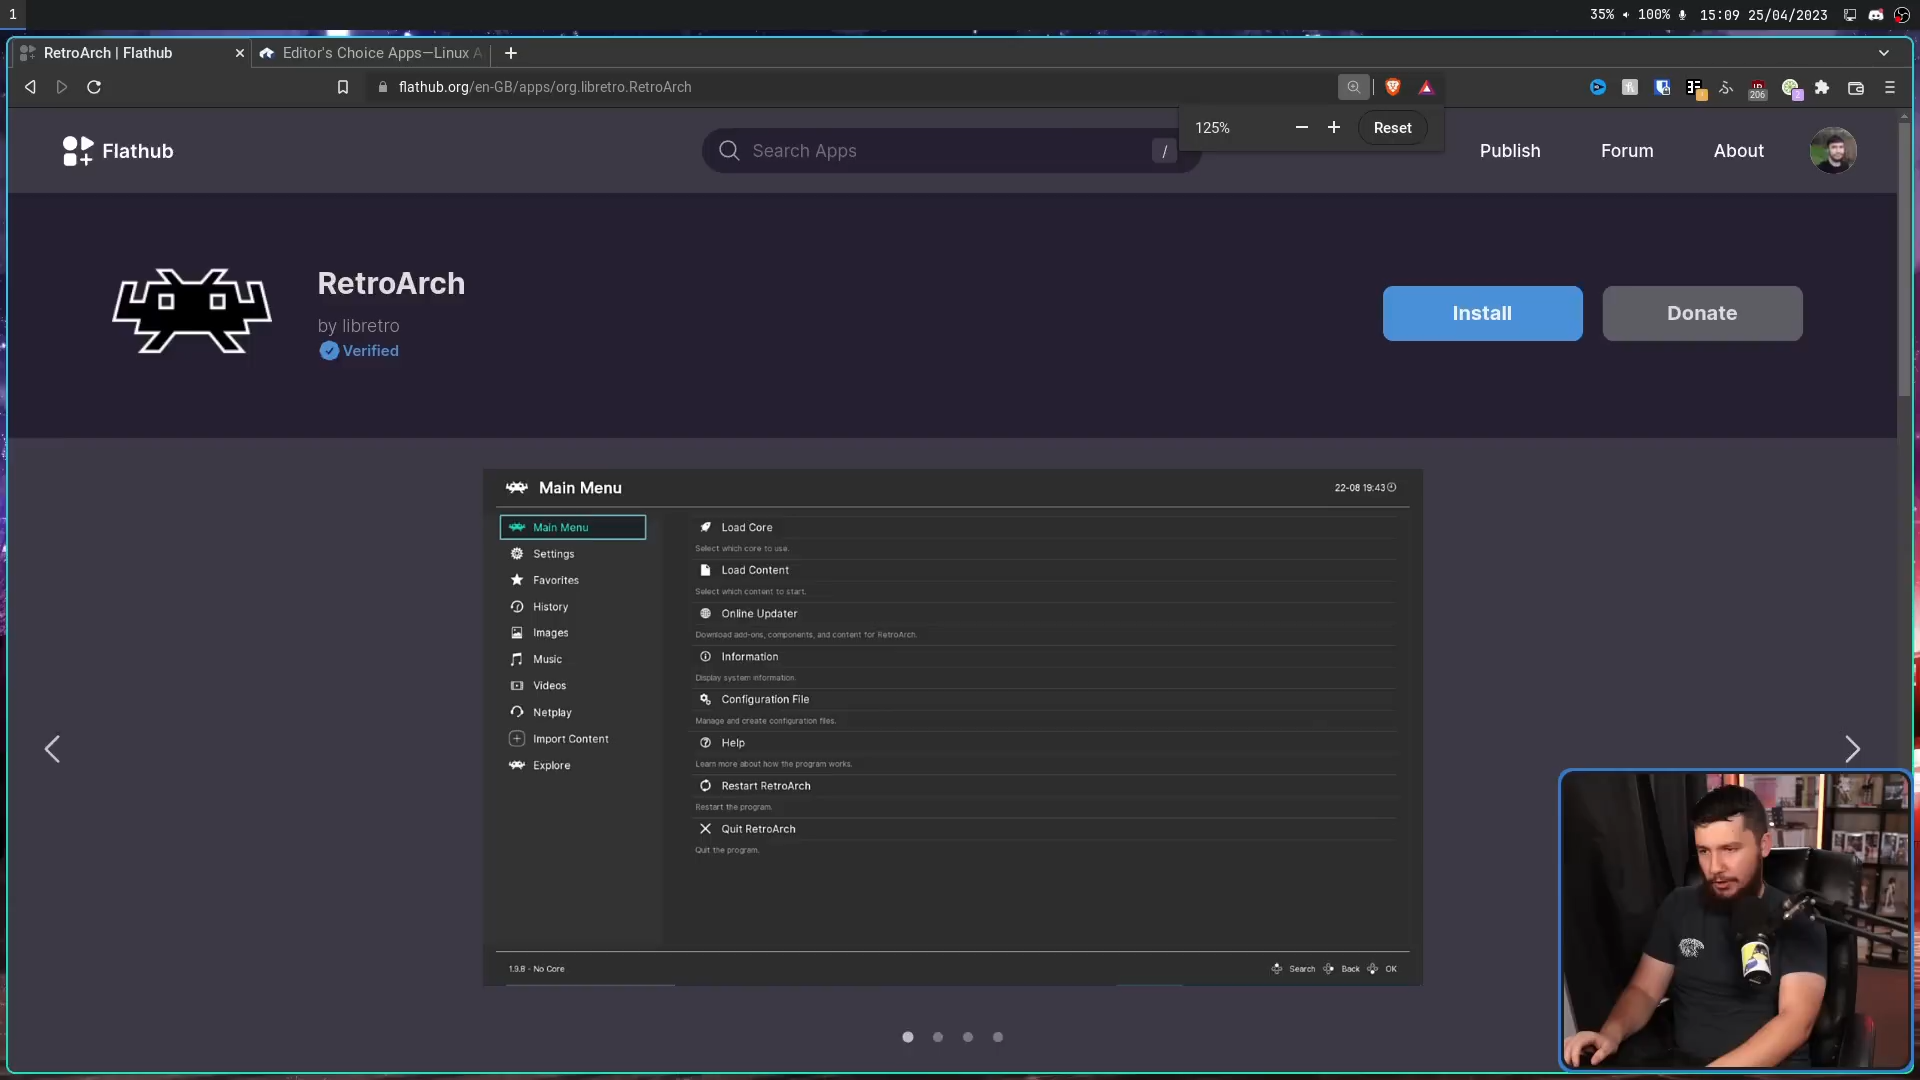 1
35% 100% 15:09 25/04/2023
RetroArch | Flathub
Editor's Choice Apps—Linux A
flathub.org/en-GB/apps/org.libretro.RetroArch
206
2
125%
Reset
Flathub
Search Apps
/
Publish
Forum
About
RetroArch
by libretro
Verified
Install
Donate
Main Menu
22-08 19:43
Main Menu
Settings
Favorites
History
Images
Music
Videos
Netplay
Import Content
Explore
Load Core
Select which core to use.
Load Content
Select which content to start.
Online Updater
Download add-ons, components, and content for RetroArch.
Information
Display system information.
Configuration File
Manage and create configuration files.
Help
Learn more about how the program works.
Restart RetroArch
Restart the program.
Quit RetroArch
Quit the program.
1.9.8 - No Core
Search Back OK